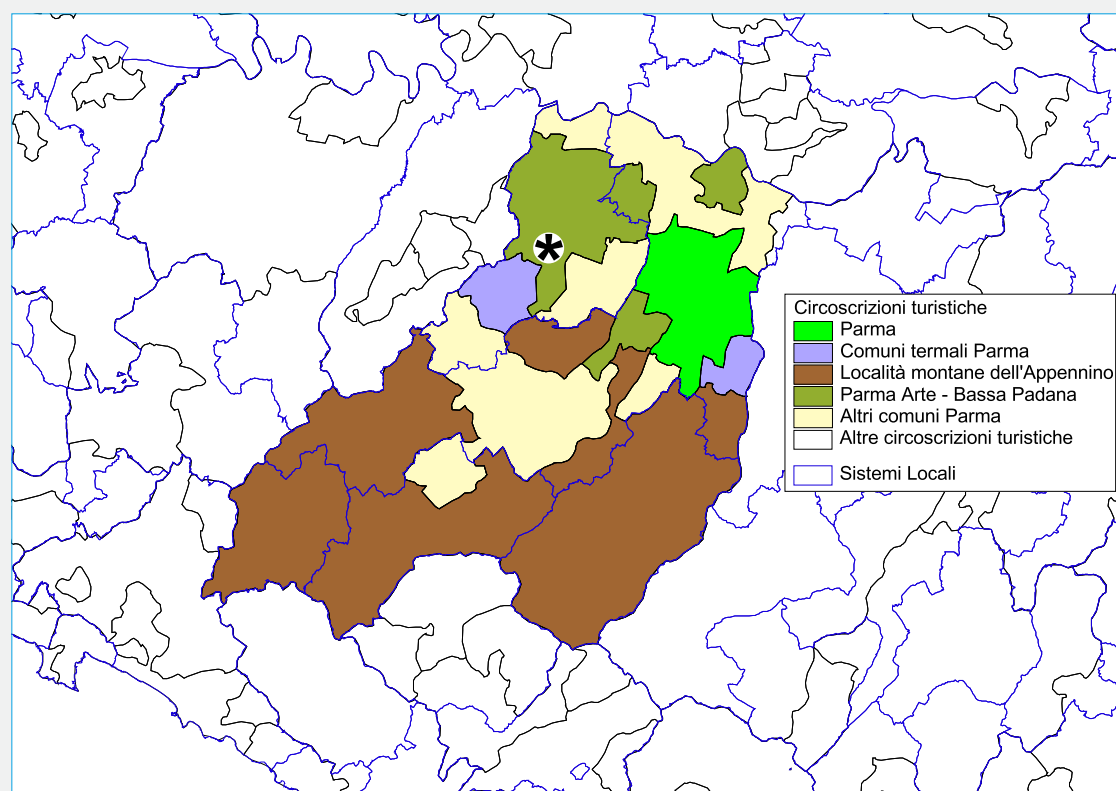 Circoscrizioni turistiche
Parma
Comuni termali Parma
Località montane dell'Appennino
Parma Arte - Bassa Padana
Altri comuni Parma
Altre circoscrizioni turistiche
Sistemi Locali
*